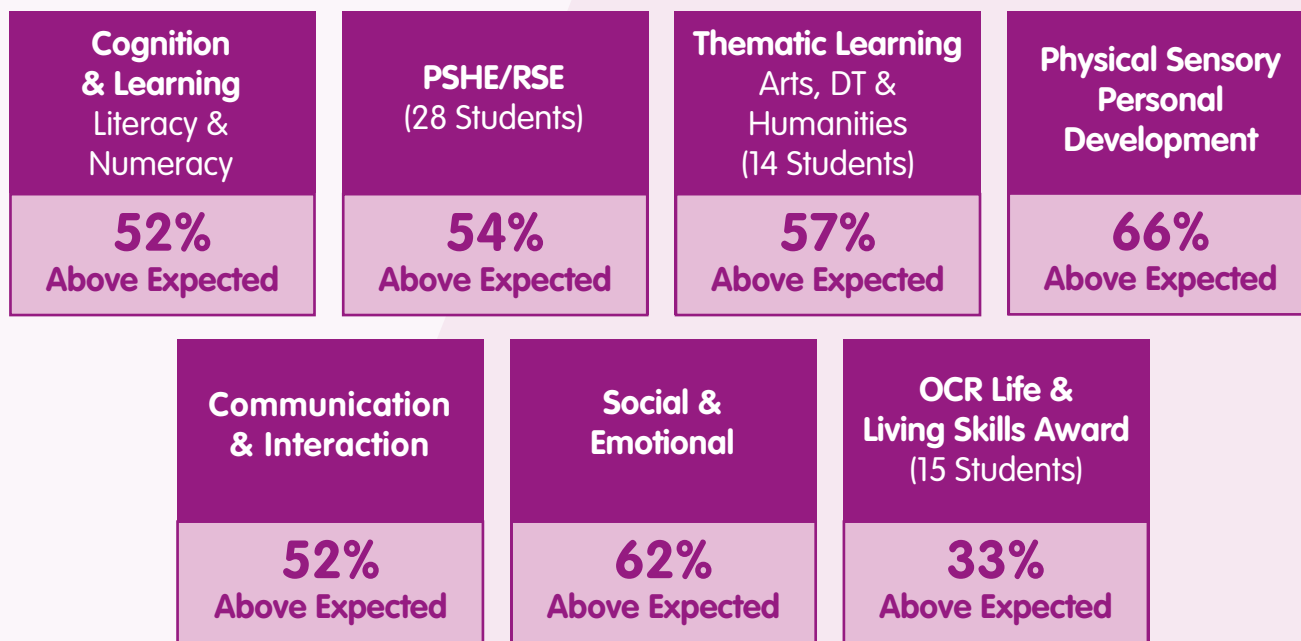 Cognition
& Learning
Literacy &
Numeracy
52%
Above Expected
PSHE/RSE
(28 Students)
54%
Above Expected
Thematic Learning
Arts, DT &
Humanities
(14 Students)
57%
Above Expected
Physical Sensory
Personal
Development
66%
Above Expected
Communication
& Interaction
52%
Above Expected
Social &
Emotional
62%
Above Expected
OCR Life &
Living Skills Award
(15 Students)
33%
Above Expected